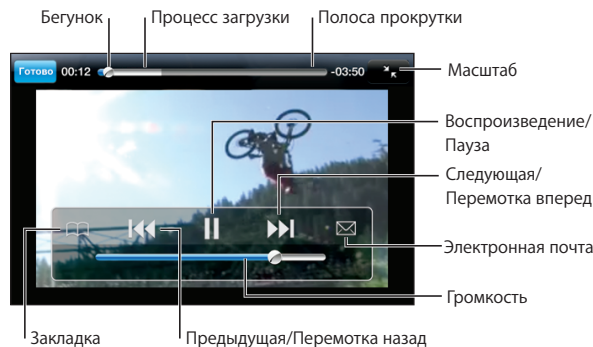 Бегунок
Процесс загрузки
Полоса прокрутки
Готово 00:12 -03:50
Масштаб
Воспроизведение/
Пауза
Следующая/
Перемотка вперед
Электронная почта
Громкость
Закладка
Предыдущая/Перемотка назад